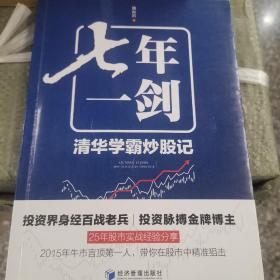 七年
一剑
清华学霸炒股记
投资界身经百战老兵 投资脉搏金牌博主
25年股市实战经验分享
2015年牛市言顶第一人，带你在股市中精准狙击
经济管理出版社